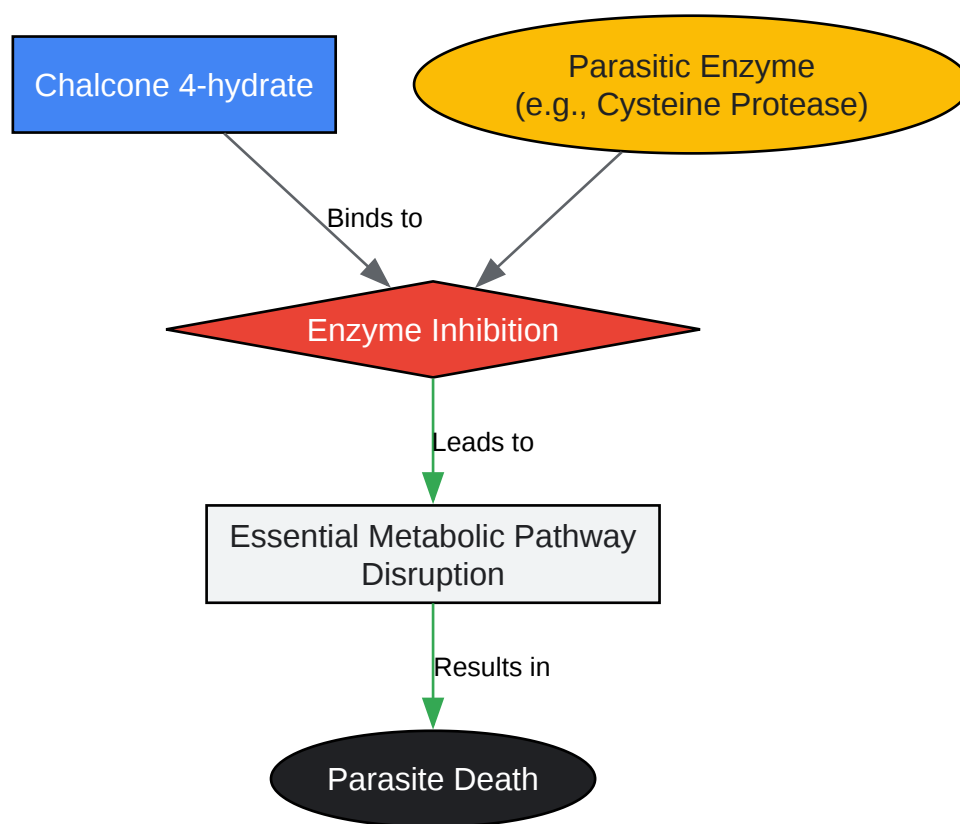 Chalcone 4-hydrate
Parasitic Enzyme
(e.g., Cysteine Protease)
Binds to
Enzyme Inhibition
Leads to
Essential Metabolic Pathway
Disruption
Results in
Parasite Death